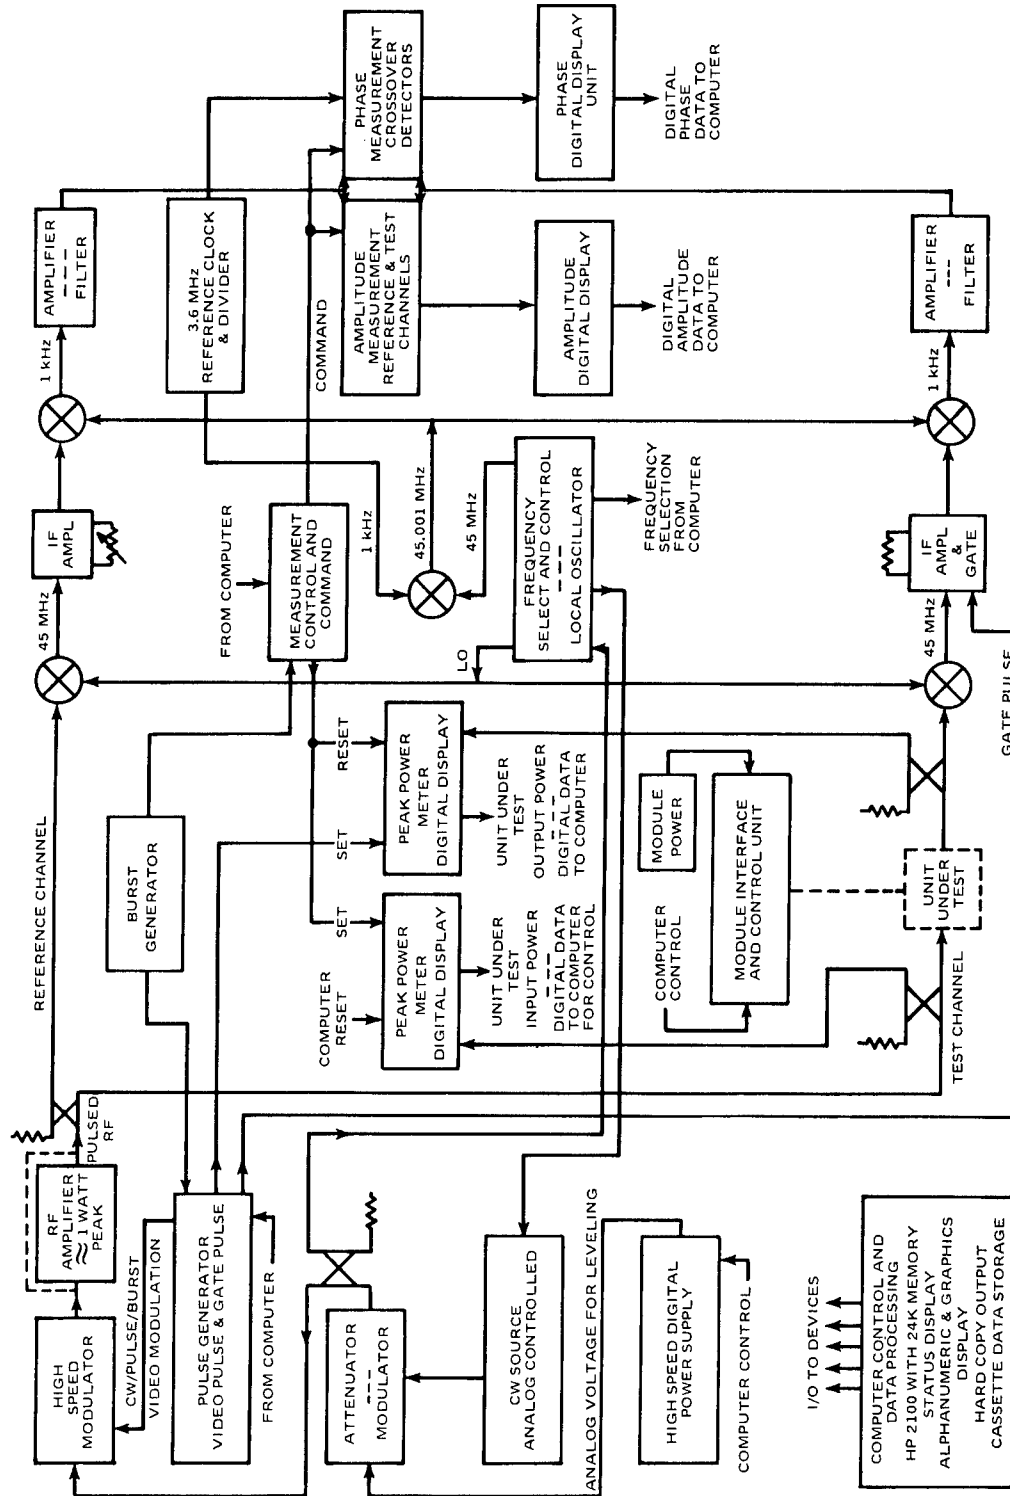 HIGH
SPEED
MODULATOR
RF
AMPLIFIER
≈ 1 WATT
PEAK
PULSED
RF
CW/PULSE/BURST
VIDEO MODULATION
PULSE GENERATOR
VIDEO PULSE & GATE PULSE
FROM COMPUTER
ATTENUATOR
MODULATOR
ANALOG VOLTAGE FOR LEVELING
CW SOURCE
ANALOG CONTROLLED
HIGH SPEED DIGITAL
POWER SUPPLY
COMPUTER CONTROL
I/O TO DEVICES
COMPUTER CONTROL AND
DATA PROCESSING
HP 2100 WITH 24K MEMORY
STATUS DISPLAY
ALPHANUMERIC & GRAPHICS
DISPLAY
HARD COPY OUTPUT
CASSETTE DATA STORAGE
REFERENCE CHANNEL
BURST
GENERATOR
COMPUTER
RESET
SET
PEAK POWER
METER
DIGITAL DISPLAY
UNIT UNDER
TEST
INPUT POWER
DIGITAL DATA
TO COMPUTER
FOR CONTROL
SET
RESET
PEAK POWER
METER
DIGITAL DISPLAY
UNIT UNDER
TEST
OUTPUT POWER
DIGITAL DATA
TO COMPUTER
COMPUTER
CONTROL
MODULE
POWER
MODULE INTERFACE
AND CONTROL UNIT
TEST CHANNEL
UNIT
UNDER
TEST
GATE PULSE
45 MHz
IF
AMPL
1 kHz
AMPLIFIER
FILTER
FROM COMPUTER
MEASUREMENT
CONTROL AND
COMMAND
COMMAND
3.6 MHz
REFERENCE CLOCK
& DIVIDER
1 kHz
45.001 MHz
45 MHz
LO
FREQUENCY
SELECT AND CONTROL
LOCAL OSCILLATOR
FREQUENCY
SELECTION
FROM
COMPUTER
AMPLITUDE
MEASUREMENT
REFERENCE & TEST
CHANNELS
PHASE
MEASUREMENT
CROSSOVER
DETECTORS
AMPLITUDE
DIGITAL DISPLAY
DIGITAL
AMPLITUDE
DATA TO
COMPUTER
PHASE
DIGITAL DISPLAY
UNIT
DIGITAL
PHASE
DATA TO
COMPUTER
45 MHz
IF
AMPL
&
GATE
1 kHz
AMPLIFIER
FILTER